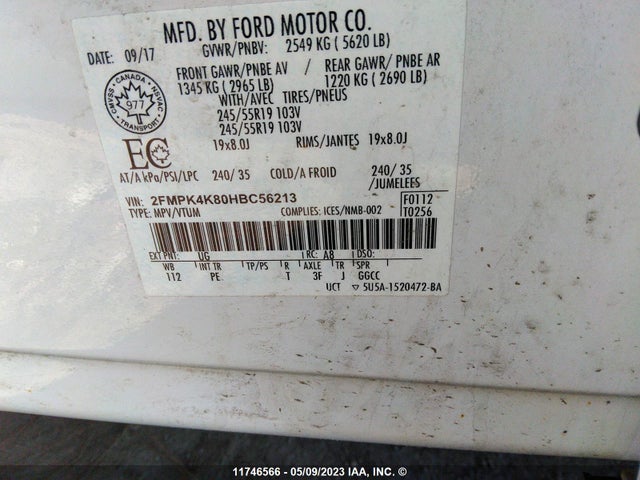 MFD. BY FORD MOTOR CO.
DATE: 09/17 GVWR/PNBV: 2549 KG ( 5620 LB)
FRONT GAWR/PNBE AV / REAR GAWR/ PNBE AR
1345 KG ( 2965 LB) 1220 KG ( 2690 LB)
WITH/AVEC TIRES/PNEUS
245/55R19 103V
245/55R19 103V
19x8.0J RIMS/JANTES 19x8.0J
CMVSS CANADA NSVAC
977
TRANSPORT
EC
AT/A kPa/PSI/LPC 240/ 35 COLD/A FROID 240/ 35
/JUMELEES
VIN: 2FMPK4K80HBC56213 F0112
TYPE: MPV/VTUM COMPLIES: ICES/NMB-002 T0256
EXT PNT: UG RC: A8 DSO:
WB INT TR TP/PS R AXLE TR SPR
112 PE T 3F J GGCC
UCT 5U5A-1520472-BA
11746566 - 05/09/2023 IAA, INC. ©